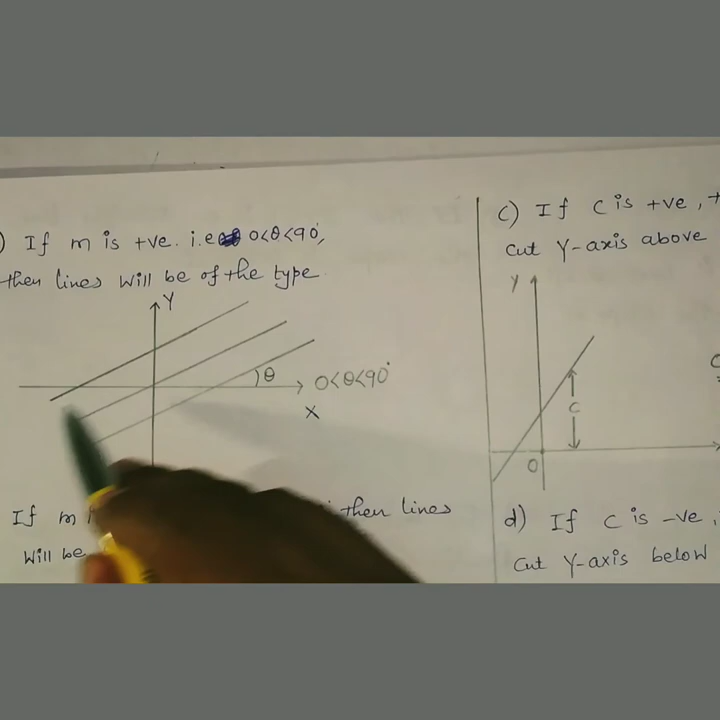 ) If m is +ve. i.e 0<θ<90°,
then lines will be of the type
Y
θ
0<θ<90°
X
If m
then lines
will be
c) If C is +ve,
cut Y-axis above
Y
C
O
d) If C is -ve
cut Y-axis below